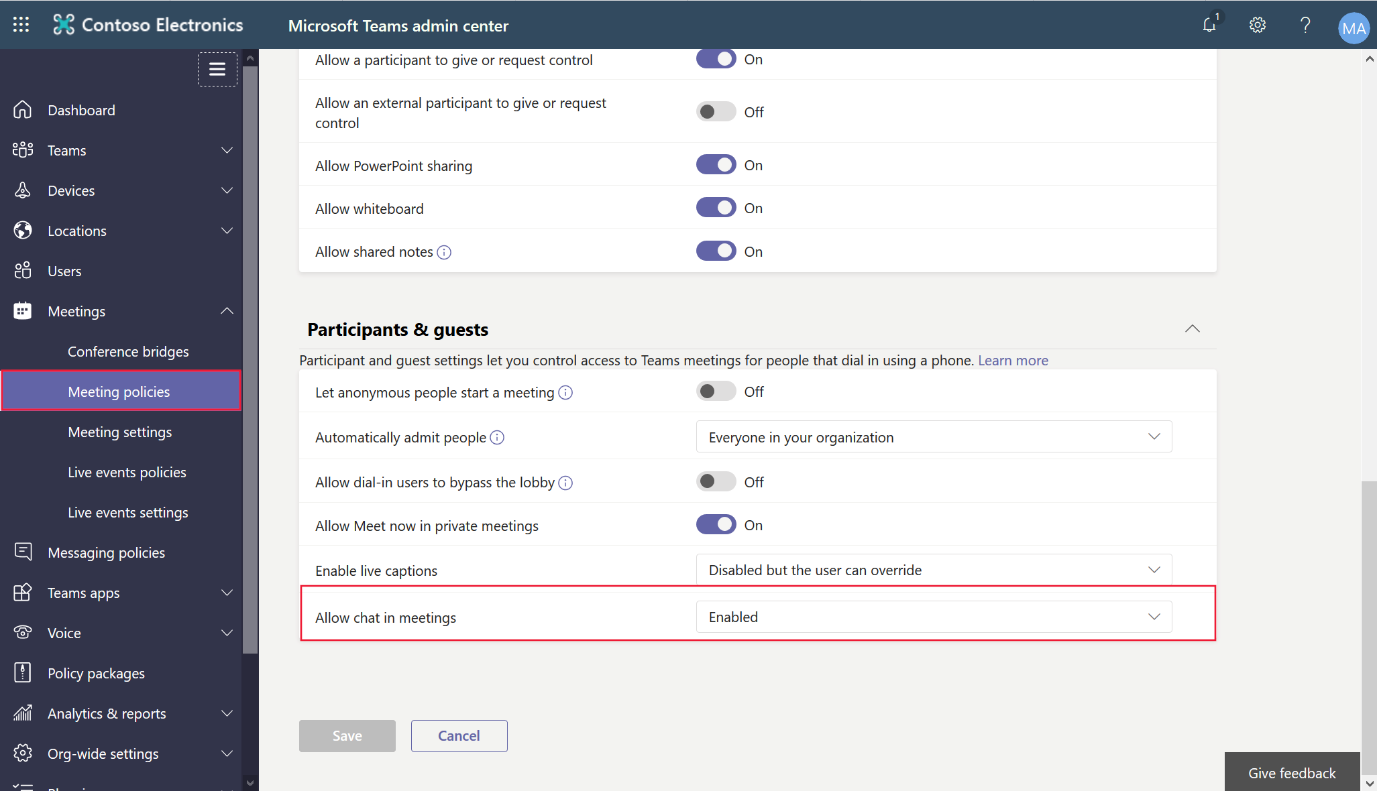 Contoso Electronics
Microsoft Teams admin center
1
?
MA
Dashboard
Teams
Devices
Locations
Users
Meetings
Conference bridges
Meeting policies
Meeting settings
Live events policies
Live events settings
Messaging policies
Teams apps
Voice
Policy packages
Analytics & reports
Org-wide settings
Allow a participant to give or request control
On
Allow an external participant to give or request
control
Off
Allow PowerPoint sharing
On
Allow whiteboard
On
Allow shared notes
On
Participants & guests
Participant and guest settings let you control access to Teams meetings for people that dial in using a phone. Learn more
Let anonymous people start a meeting
Off
Automatically admit people
Everyone in your organization
Allow dial-in users to bypass the lobby
Off
Allow Meet now in private meetings
On
Enable live captions
Disabled but the user can override
Allow chat in meetings
Enabled
Save
Cancel
Give feedback